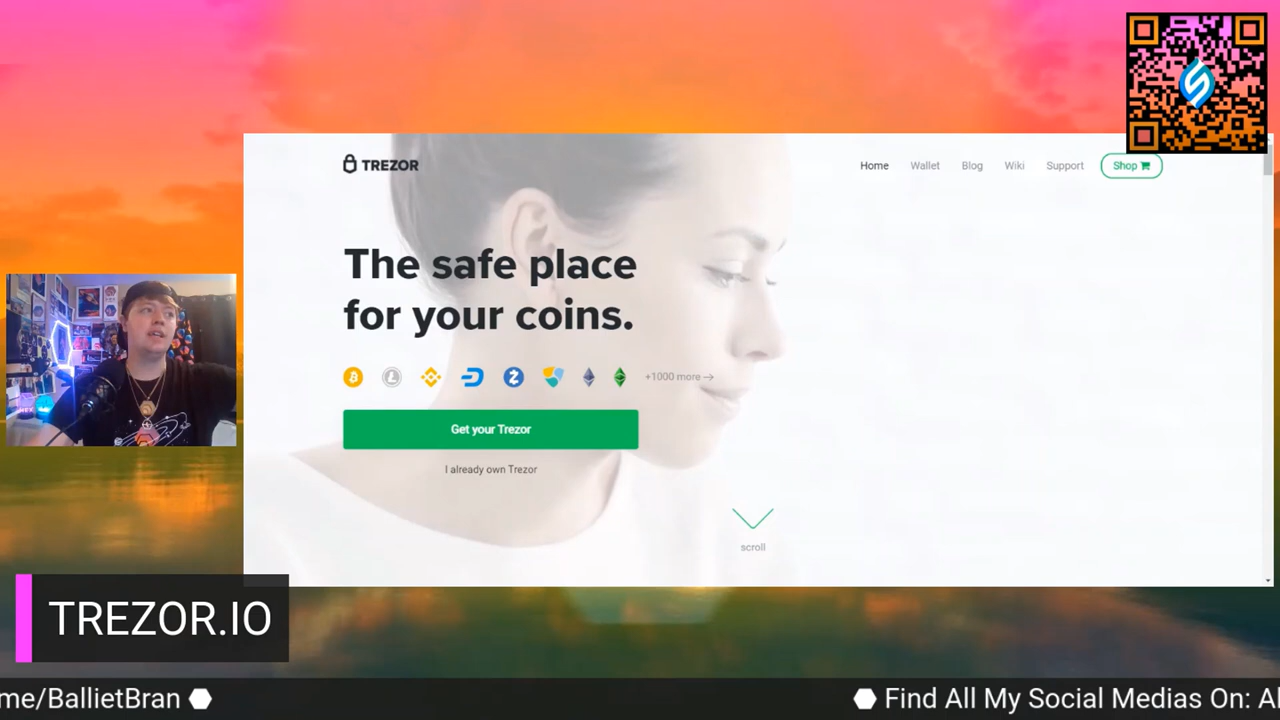 TREZOR
Home Wallet Blog Wiki Support Shop
The safe place
for your coins.
+1000 more →
Get your Trezor
I already own Trezor
scroll
TREZOR.IO
me/BallietBran
Find All My Social Medias On: Al